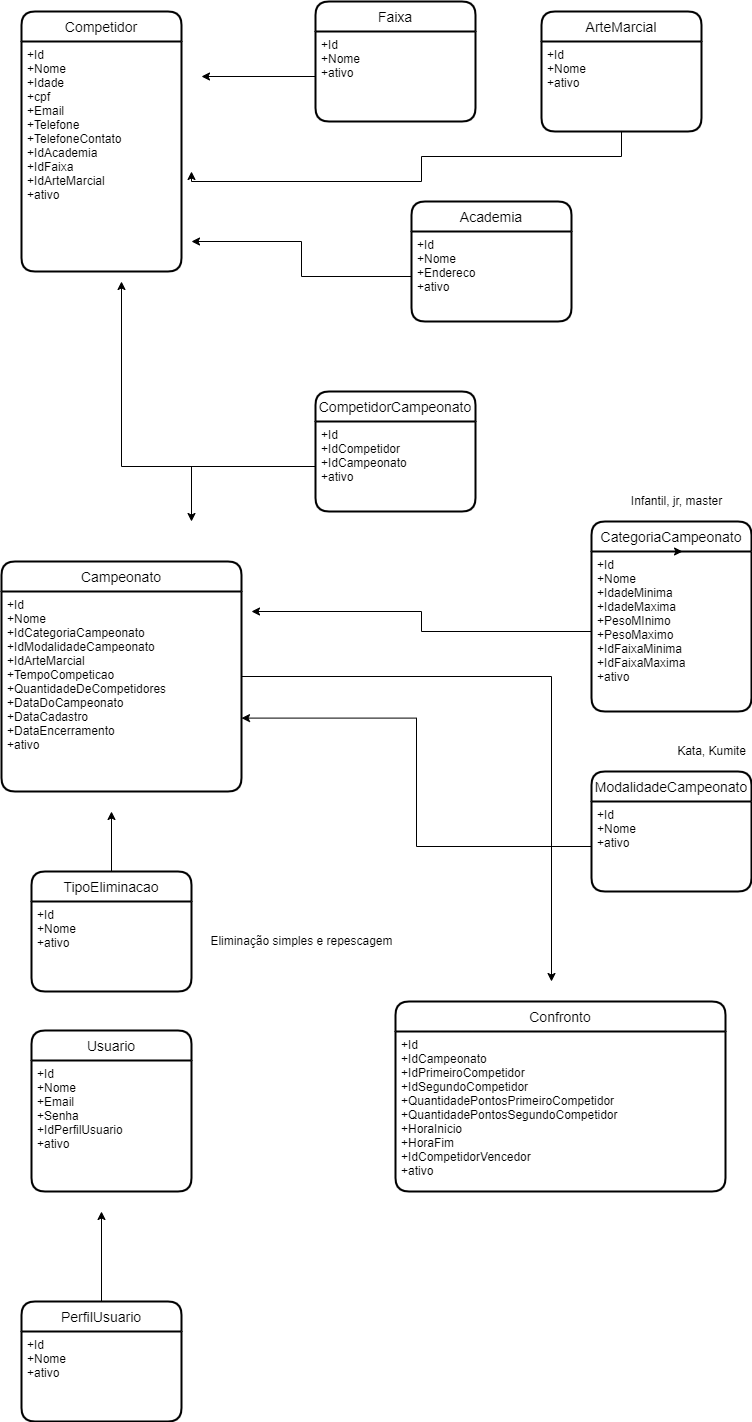 Competidor
+Id
+Nome
+Idade
+cpf
+Email
+Telefone
+TelefoneContato
+IdAcademia
+IdFaixa
+IdArteMarcial
+ativo
Faixa
+Id
+Nome
+ativo
ArteMarcial
+Id
+Nome
+ativo
Academia
+Id
+Nome
+Endereco
+ativo
CompetidorCampeonato
+Id
+IdCompetidor
+IdCampeonato
+ativo
Infantil, jr, master
CategoriaCampeonato
+Id
+Nome
+IdadeMinima
+IdadeMaxima
+PesoMInimo
+PesoMaximo
+IdFaixaMinima
+IdFaixaMaxima
+ativo
Campeonato
+Id
+Nome
+IdCategoriaCampeonato
+IdModalidadeCampeonato
+IdArteMarcial
+TempoCompeticao
+QuantidadeDeCompetidores
+DataDoCampeonato
+DataCadastro
+DataEncerramento
+ativo
Kata, Kumite
ModalidadeCampeonato
+Id
+Nome
+ativo
TipoEliminacao
+Id
+Nome
+ativo
Eliminação simples e repescagem
Confronto
+Id
+IdCampeonato
+IdPrimeiroCompetidor
+IdSegundoCompetidor
+QuantidadePontosPrimeiroCompetidor
+QuantidadePontosSegundoCompetidor
+HoraInicio
+HoraFim
+IdCompetidorVencedor
+ativo
Usuario
+Id
+Nome
+Email
+Senha
+IdPerfilUsuario
+ativo
PerfilUsuario
+Id
+Nome
+ativo